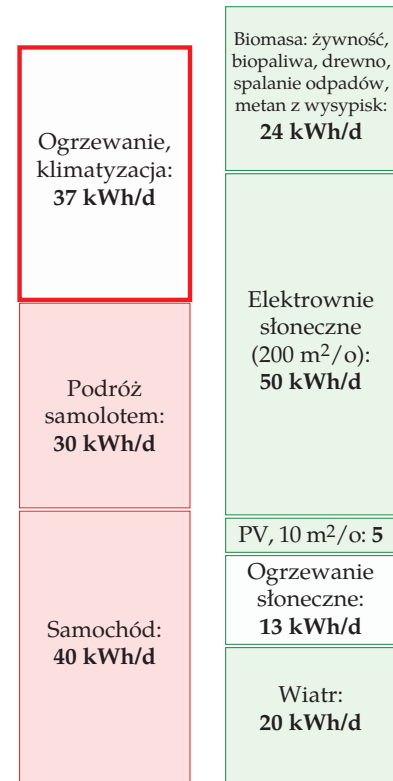 Ogrzewanie,
klimatyzacja:
37 kWh/d
Podróż
samolotem:
30 kWh/d
Samochód:
40 kWh/d
Biomasa: żywność,
biopaliwa, drewno,
spalanie odpadów,
metan z wysypisk:
24 kWh/d
Elektrownie
słoneczne
(200 m²/o):
50 kWh/d
PV, 10 m²/o: 5
Ogrzewanie
słoneczne:
13 kWh/d
Wiatr:
20 kWh/d